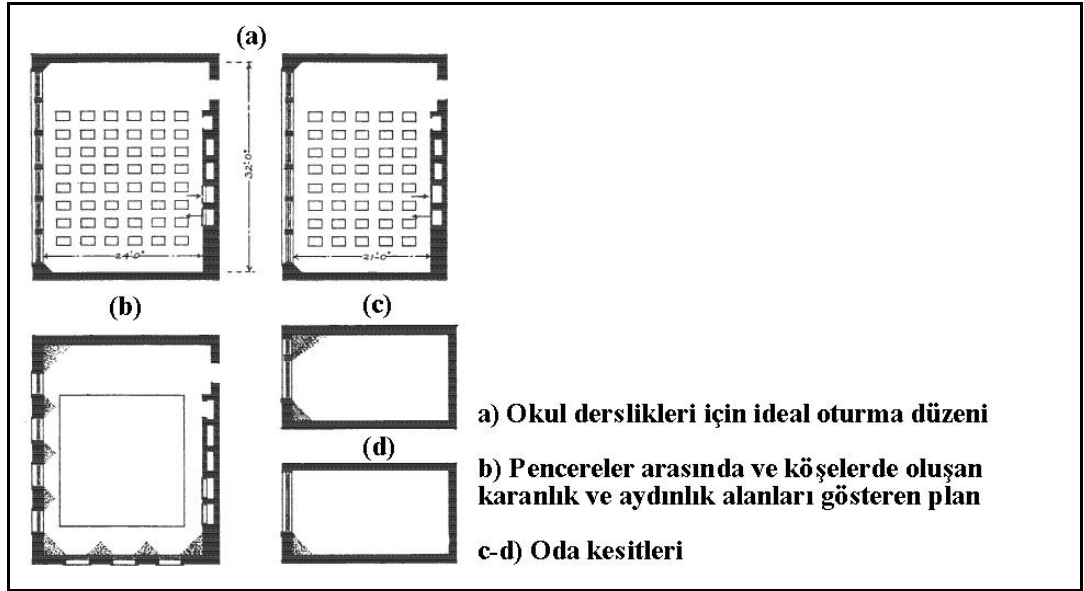 (a)
32'-0"
24'-0"
21'-0"
(b)
(c)
(d)
a) Okul derslikleri için ideal oturma düzeni
b) Pencereler arasında ve köşelerde oluşan
karanlık ve aydınlık alanları gösteren plan
c-d) Oda kesitleri